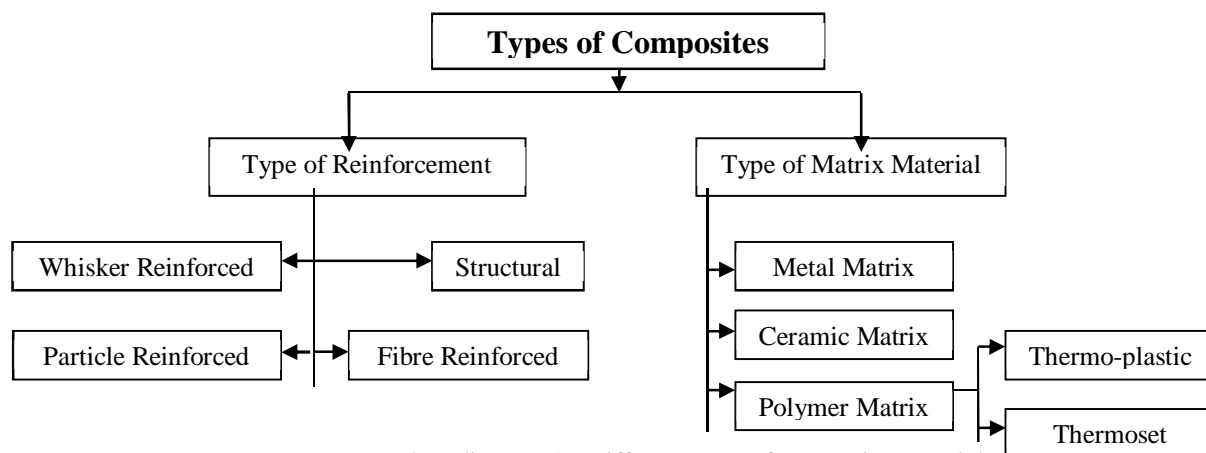 Types of Composites
Type of Reinforcement
Type of Matrix Material
Whisker Reinforced
Structural
Particle Reinforced
Fibre Reinforced
Metal Matrix
Ceramic Matrix
Polymer Matrix
Thermo-plastic
Thermoset